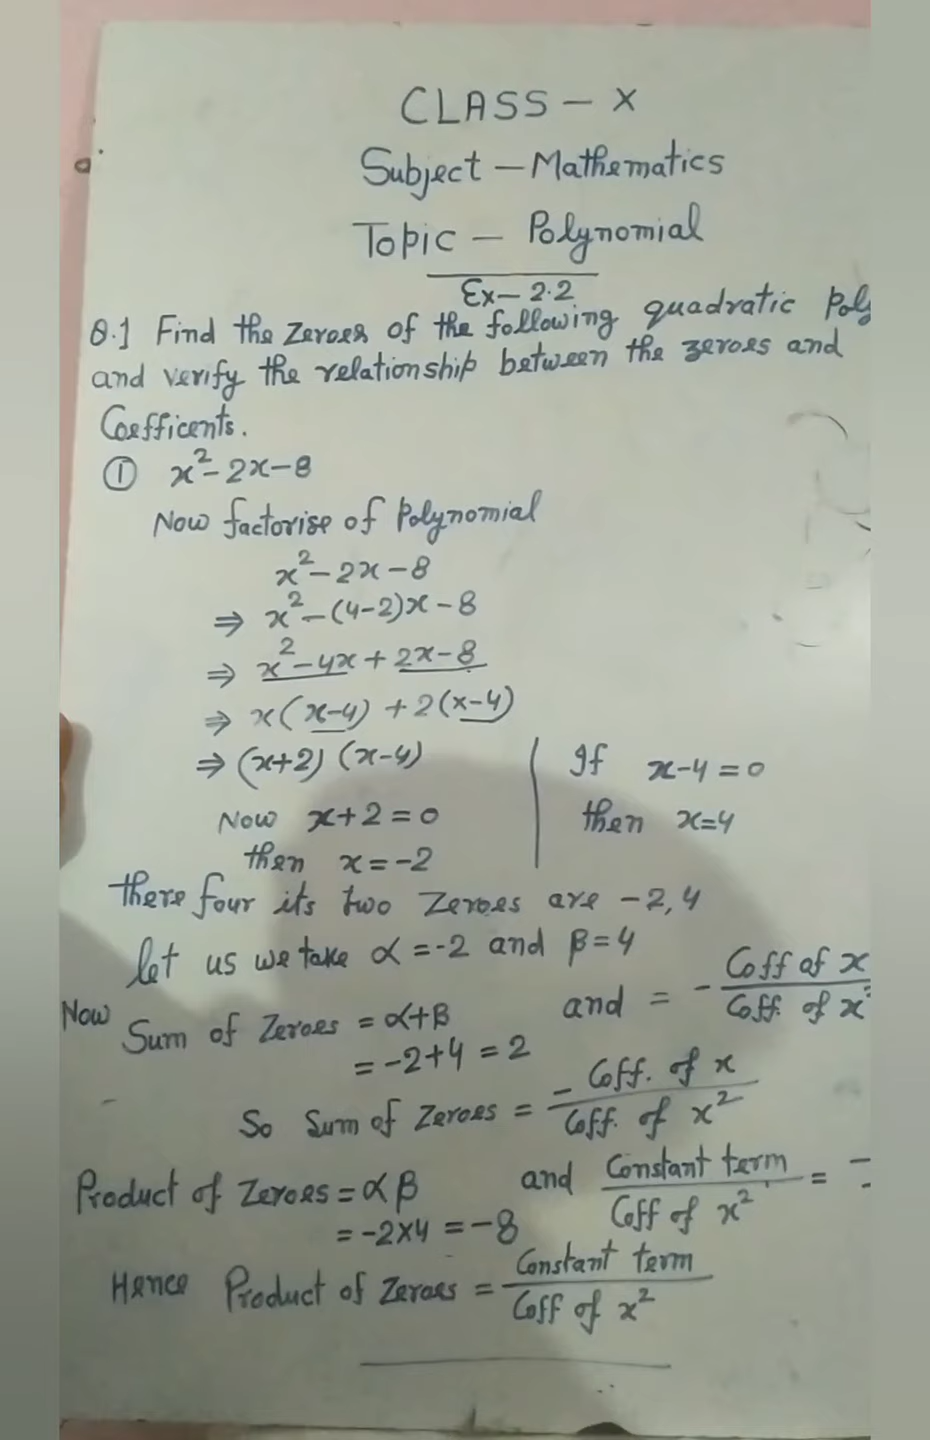 CLASS - X
Subject - Mathematics
Topic - Polynomial
Ex- 2.2
Q.1 Find the Zeroes of the following quadratic Poly
and verify the relationship between the zeroes and
Coefficents.
① x²-2x-8
Now factorise of Polynomial
x²-2x-8
⇒ x²-(4-2)x-8
⇒ x²-4x+2x-8
⇒ x(x-4)+2(x-4)
⇒ (x+2)(x-4) | If x-4=0
Now x+2=0 | then x=4
then x=-2
there four its two Zeroes are -2,4
let us we take α=-2 and β=4
Now Sum of Zeroes = α+β and = - Coff of x / Coff. of x²
= -2+4 = 2
So Sum of Zeroes = - Coff. of x / Coff. of x²
Product of Zeroes = αβ and Constant term / Coff of x² = -
= -2×4 = -8
Hence Product of Zeroes = Constant term / Coff of x²